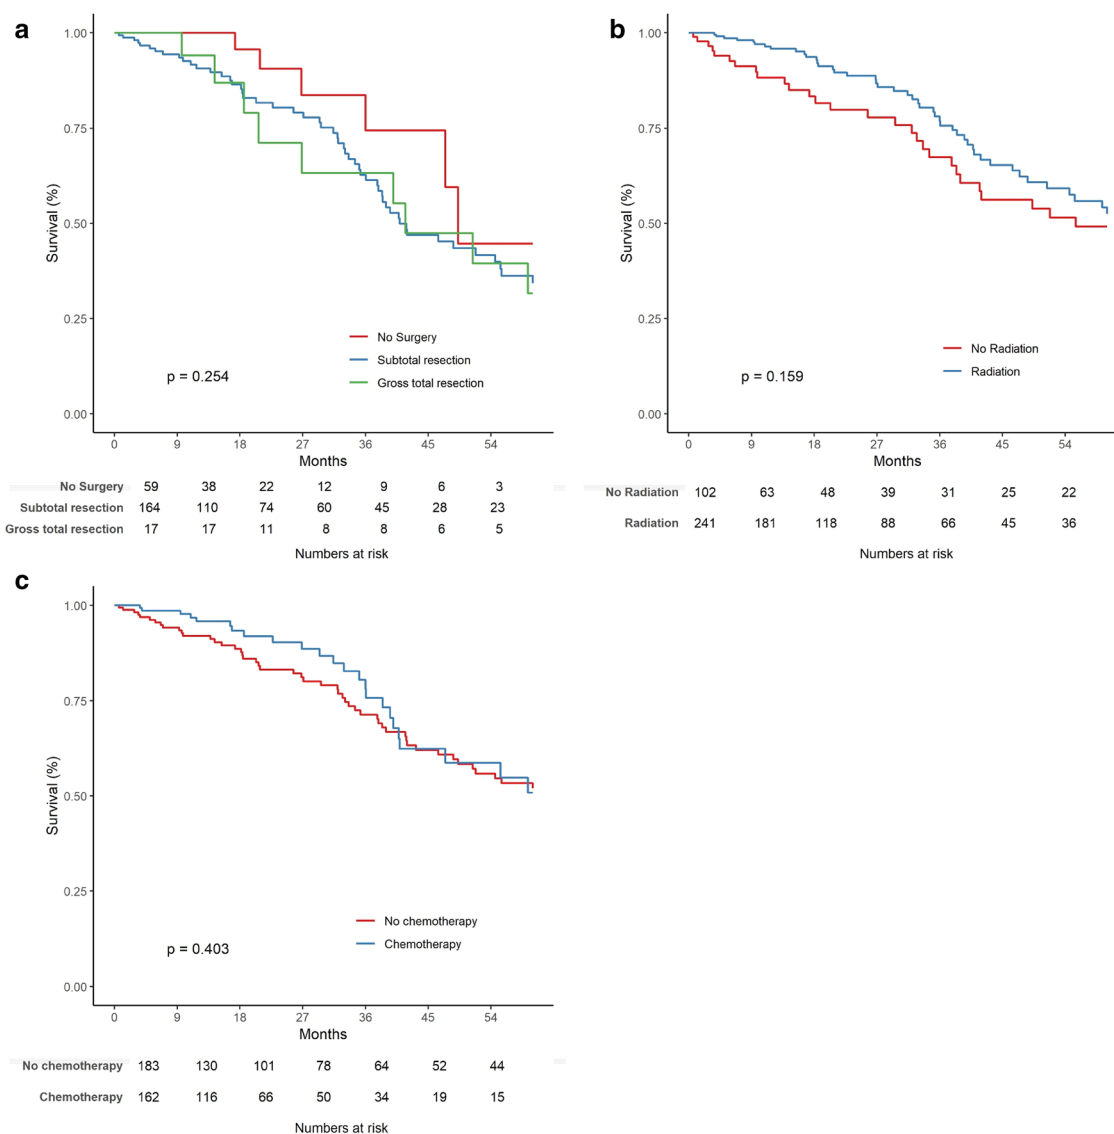 a
1.00
0.75
0.50
0.25
0.00
Survival (%)
No Surgery
Subtotal resection
Gross total resection
p = 0.254
0 9 18 27 36 45 54
Months
No Surgery 59 38 22 12 9 6 3
Subtotal resection 164 110 74 60 45 28 23
Gross total resection 17 17 11 8 8 6 5
Numbers at risk
b
1.00
0.75
0.50
0.25
0.00
Survival (%)
No Radiation
Radiation
p = 0.159
0 9 18 27 36 45 54
Months
No Radiation 102 63 48 39 31 25 22
Radiation 241 181 118 88 66 45 36
Numbers at risk
c
1.00
0.75
0.50
0.25
0.00
Survival (%)
No chemotherapy
Chemotherapy
p = 0.403
0 9 18 27 36 45 54
Months
No chemotherapy 183 130 101 78 64 52 44
Chemotherapy 162 116 66 50 34 19 15
Numbers at risk